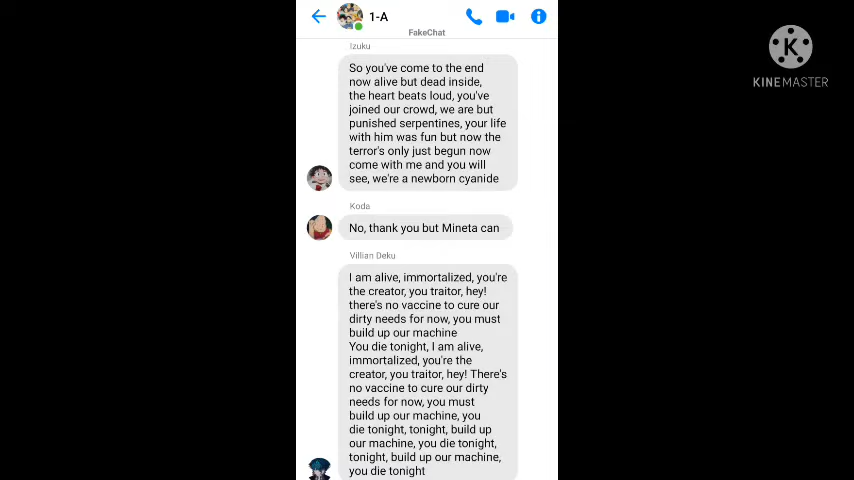 1-A
FakeChat
K
KINEMASTER
Izuku
So you've come to the end
now alive but dead inside,
the heart beats loud, you've
joined our crowd, we are but
punished serpentines, your life
with him was fun but now the
terror's only just begun now
come with me and you will
see, we're a newborn cyanide
Koda
No, thank you but Mineta can
Villian Deku
I am alive, immortalized, you're
the creator, you traitor, hey!
there's no vaccine to cure our
dirty needs for now, you must
build up our machine
You die tonight, I am alive,
immortalized, you're the
creator, you traitor, hey! There's
no vaccine to cure our dirty
needs for now, you must
build up our machine, you
die tonight, tonight, build up
our machine, you die tonight,
tonight, build up our machine,
you die tonight